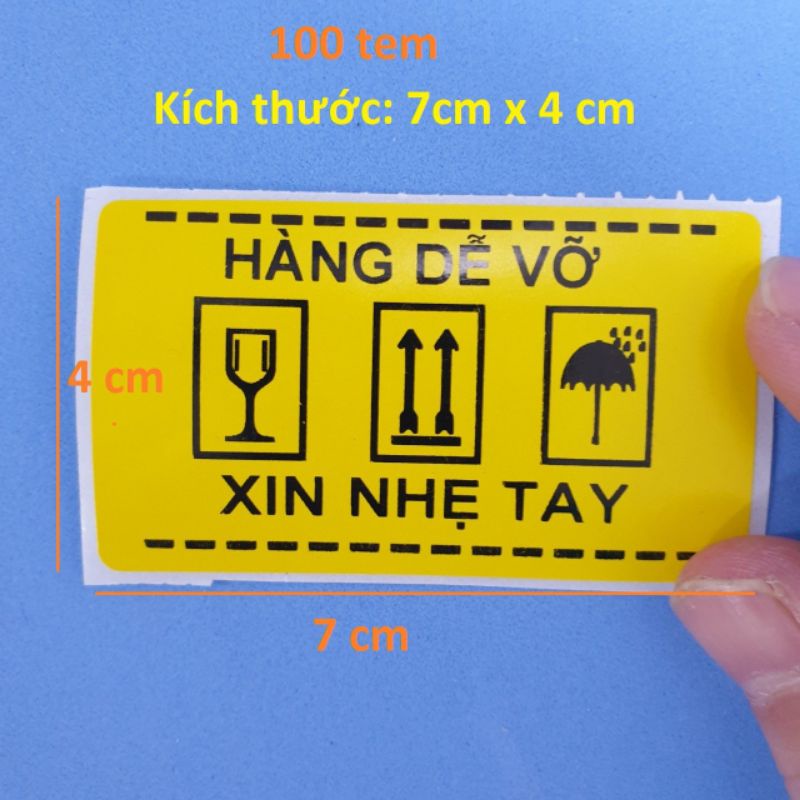 100 tem
Kích thước: 7cm x 4 cm
HÀNG DỄ VỠ
4 cm
XIN NHẸ TAY
7 cm